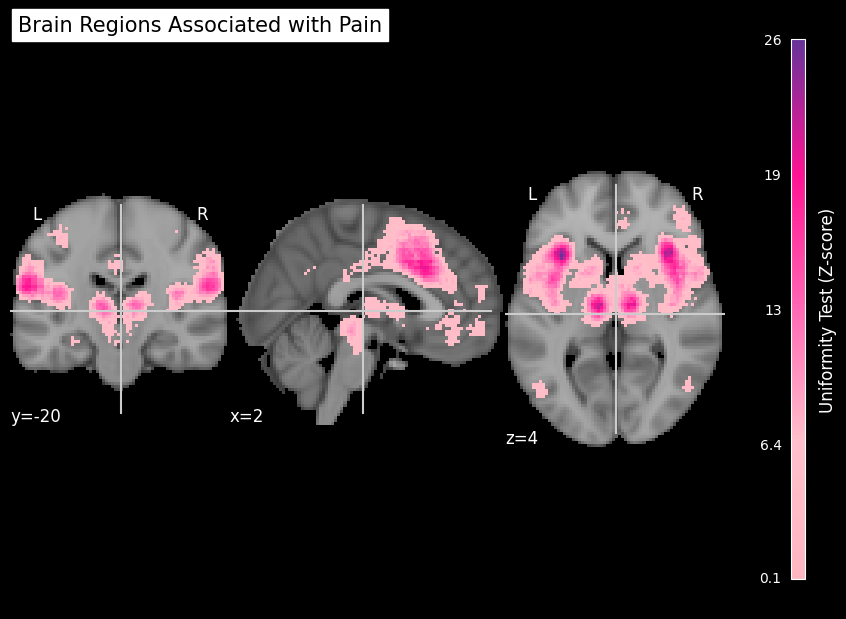 Brain Regions Associated with Pain
L
R
y=-20
x=2
L
R
z=4
26
19
13
6.4
0.1
Uniformity Test (Z-score)